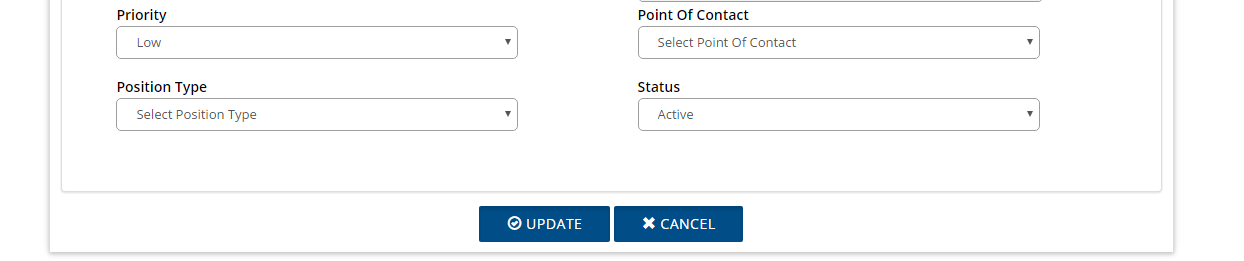 Priority
Point Of Contact
Low
Select Point Of Contact
Position Type
Status
Select Position Type
Active
UPDATE
CANCEL